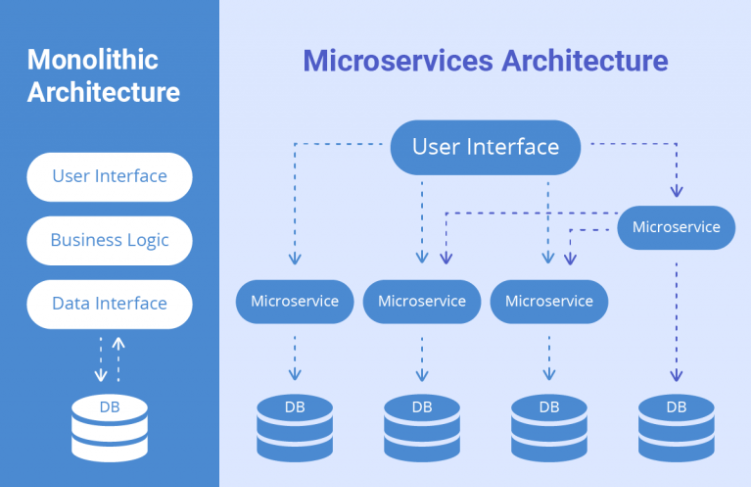 Monolithic
Architecture
User Interface
Business Logic
Data Interface
DB
Microservices Architecture
User Interface
Microservice
Microservice
Microservice
Microservice
DB
DB
DB
DB